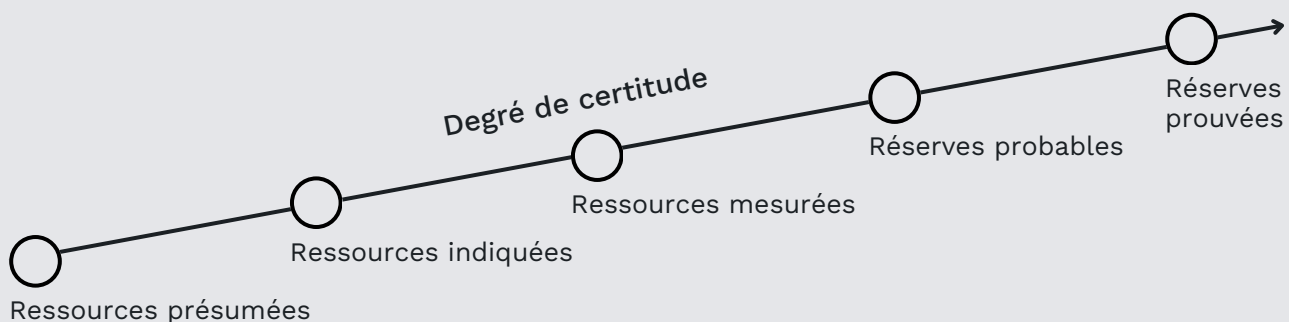 Degré de certitude
Réserves
prouvées
Réserves probables
Ressources mesurées
Ressources indiquées
Ressources présumées